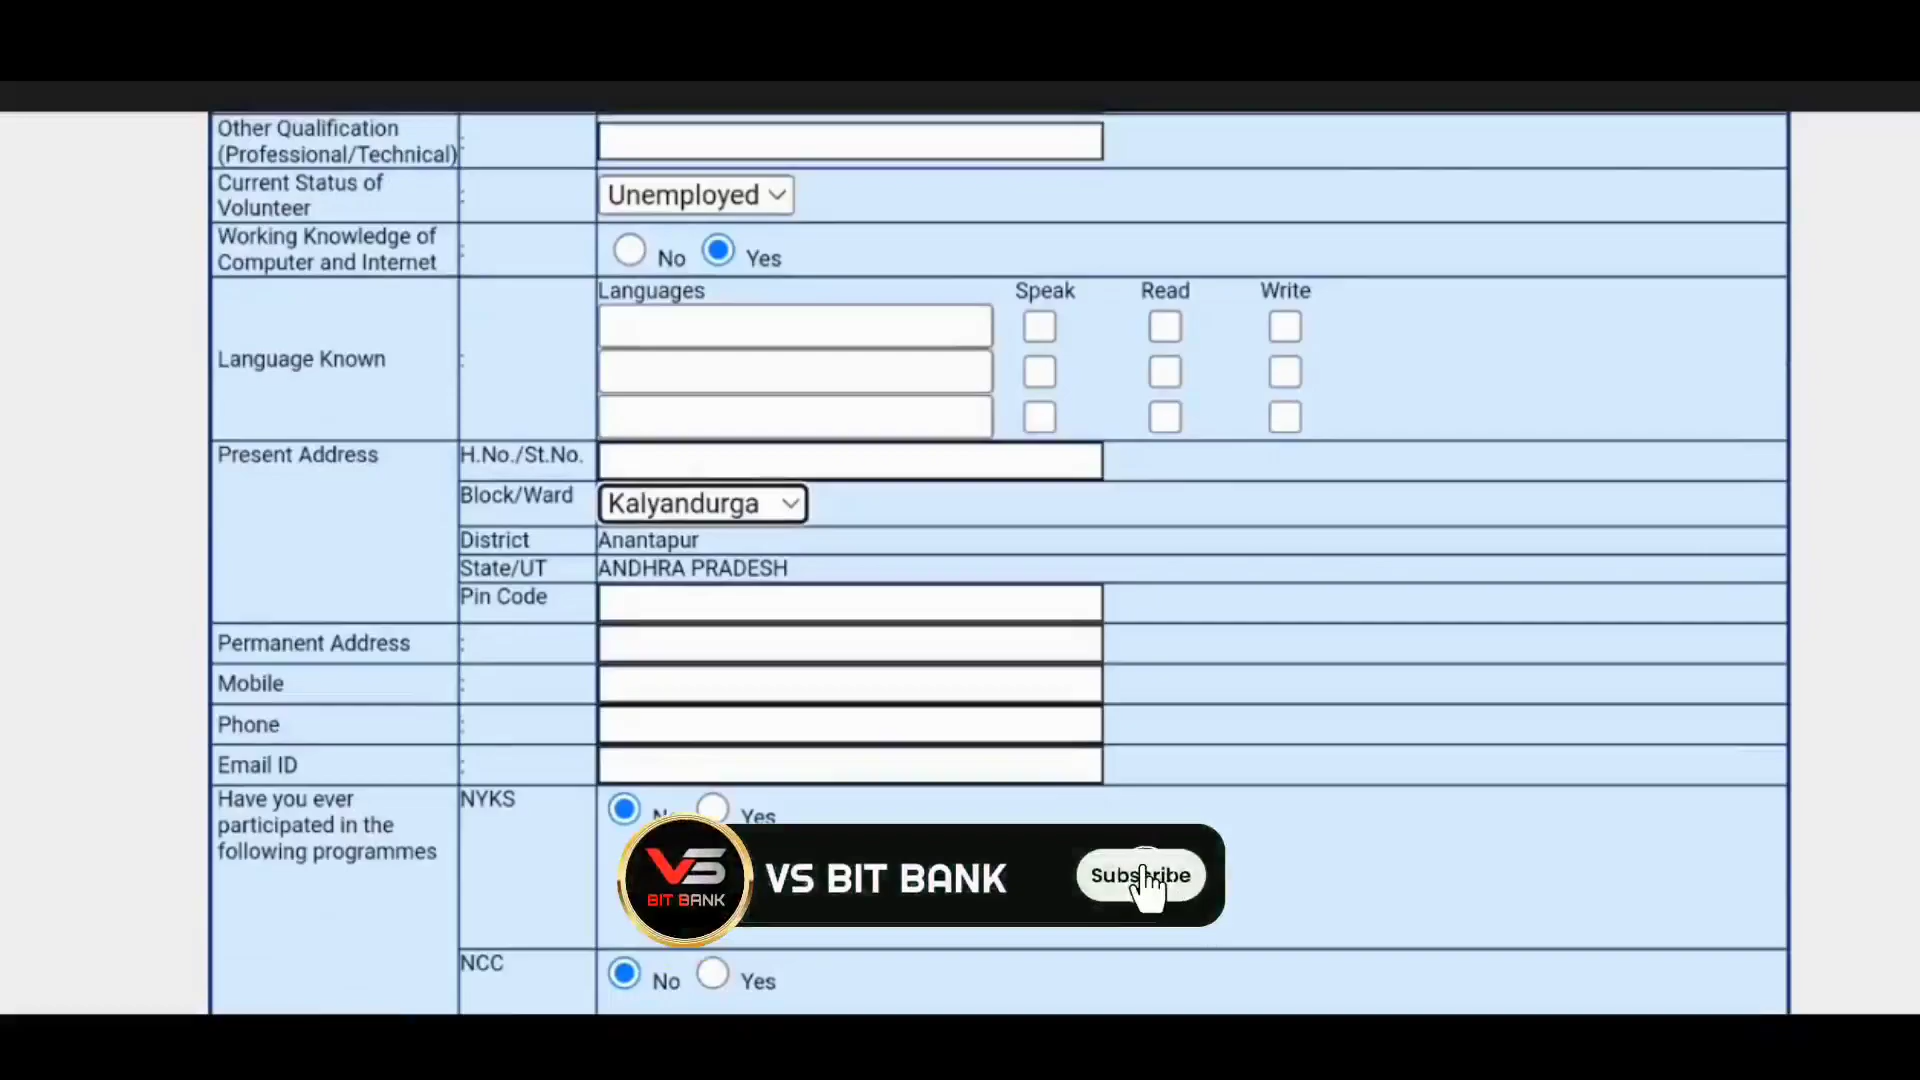 Other Qualification
(Professional/Technical) :
Current Status of
Volunteer : Unemployed
Working Knowledge of
Computer and Internet : No Yes
Languages Speak Read Write
Language Known :
Present Address H.No./St.No.
Block/Ward Kalyandurga
District Anantapur
State/UT ANDHRA PRADESH
Pin Code
Permanent Address :
Mobile :
Phone :
Email ID :
Have you ever
participated in the
following programmes
NYKS No Yes
VS
BIT BANK
VS BIT BANK
Subscribe
NCC No Yes